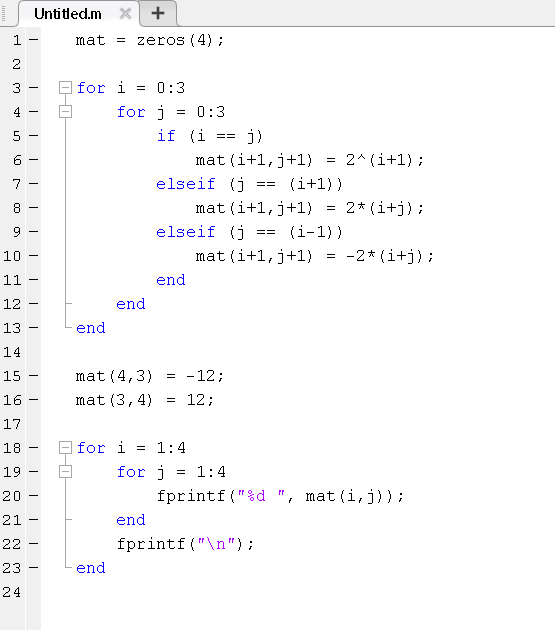 Untitled.m
1 mat = zeros(4);
2
3 for i = 0:3
4 for j = 0:3
5 if (i == j)
6 mat(i+1,j+1) = 2^(i+1);
7 elseif (j == (i+1))
8 mat(i+1,j+1) = 2*(i+j);
9 elseif (j == (i-1))
10 mat(i+1,j+1) = -2*(i+j);
11 end
12 end
13 end
14
15 mat(4,3) = -12;
16 mat(3,4) = 12;
17
18 for i = 1:4
19 for j = 1:4
20 fprintf("%d ", mat(i,j));
21 end
22 fprintf("\n");
23 end
24